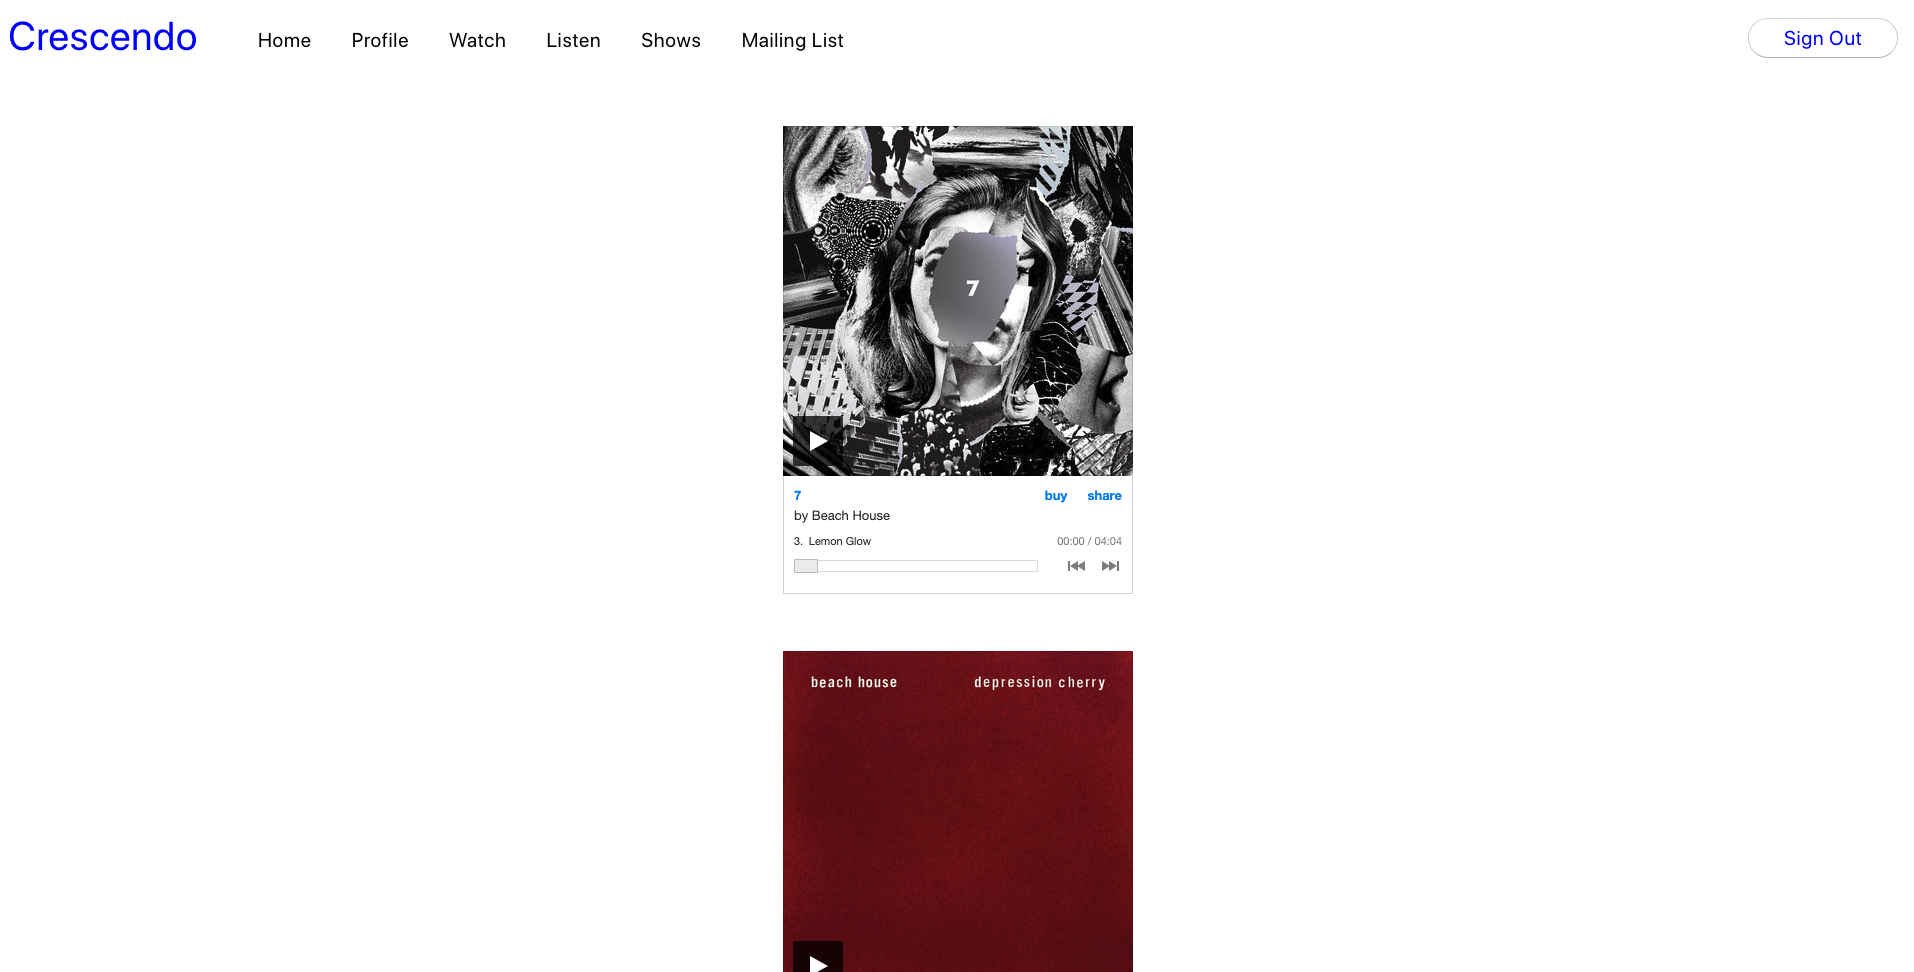 Crescendo Home Profile Watch Listen Shows Mailing List Sign Out
7
7 buy share
by Beach House
3. Lemon Glow 00:00 / 04:04
beach house depression cherry